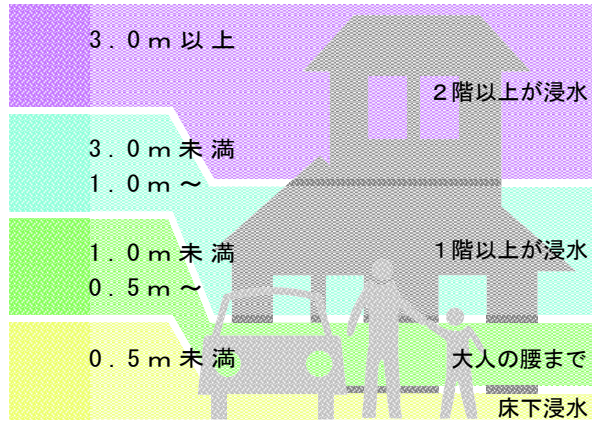 3.0m以上
2階以上が浸水
3.0m未満
1.0m～
1階以上が浸水
1.0m未満
0.5m～
大人の腰まで
0.5m未満
床下浸水